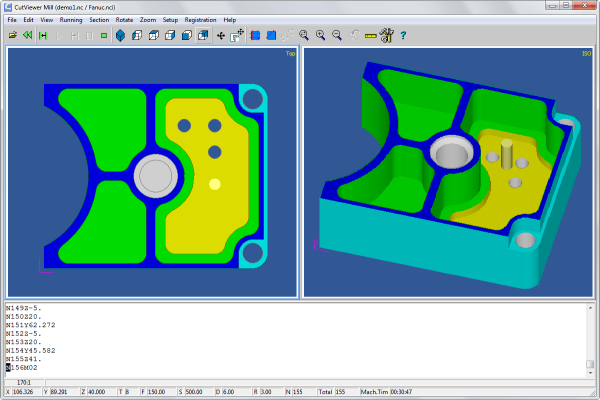 CutViewer Mill (demo1.nc / Fanuc.nci)
File Edit View Running Section Rotate Zoom Setup Registration Help
Top
ISO
N149Z-5.
N150Z20.
N151Y62.272
N152Z-5.
N153Z20.
N154Y45.582
N155Z41.
N156M02
170:1
X 106.326 Y 89.291 Z 40.000 T 8 F 150.00 S 500.00 D 6.00 R 3.00 N 155 Total 155 Mach.Tim 00:30:47